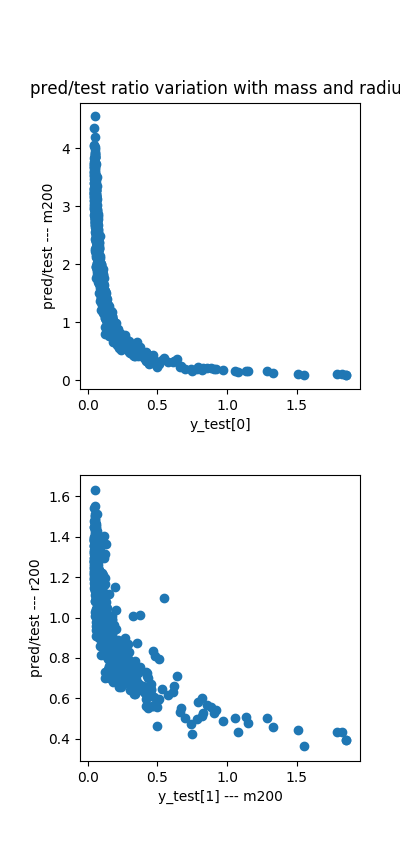 pred/test ratio variation with mass and radiu
4
3
2
1
0
pred/test --- m200
0.0 0.5 1.0 1.5
y_test[0]
1.6
1.4
1.2
1.0
0.8
0.6
0.4
pred/test --- r200
0.0 0.5 1.0 1.5
y_test[1] --- m200